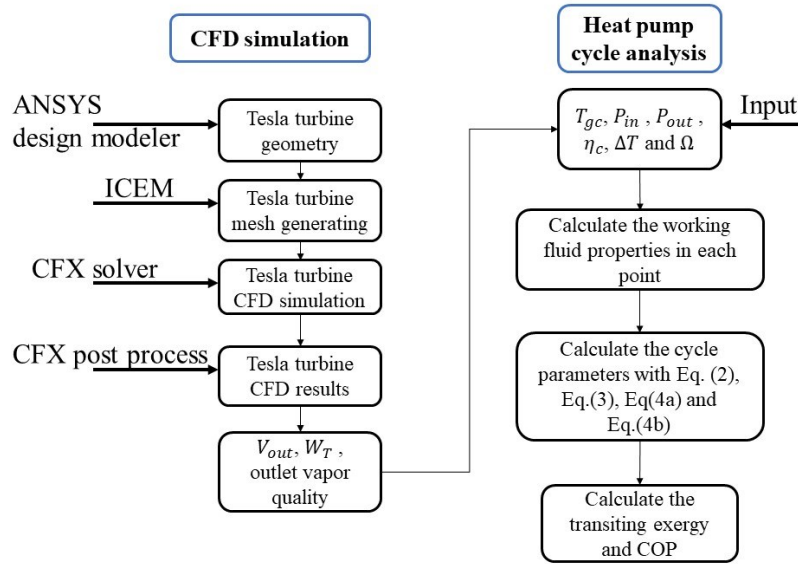 CFD simulation
ANSYS
design modeler
Tesla turbine
geometry
ICEM
Tesla turbine
mesh generating
CFX solver
Tesla turbine
CFD simulation
CFX post process
Tesla turbine
CFD results
V_out, W_T ,
outlet vapor
quality
Heat pump
cycle analysis
T_gc, P_in , P_out ,
η_c, ΔT and Ω
Input
Calculate the working
fluid properties in each
point
Calculate the cycle
parameters with Eq. (2),
Eq.(3), Eq(4a) and
Eq.(4b)
Calculate the
transiting exergy
and COP